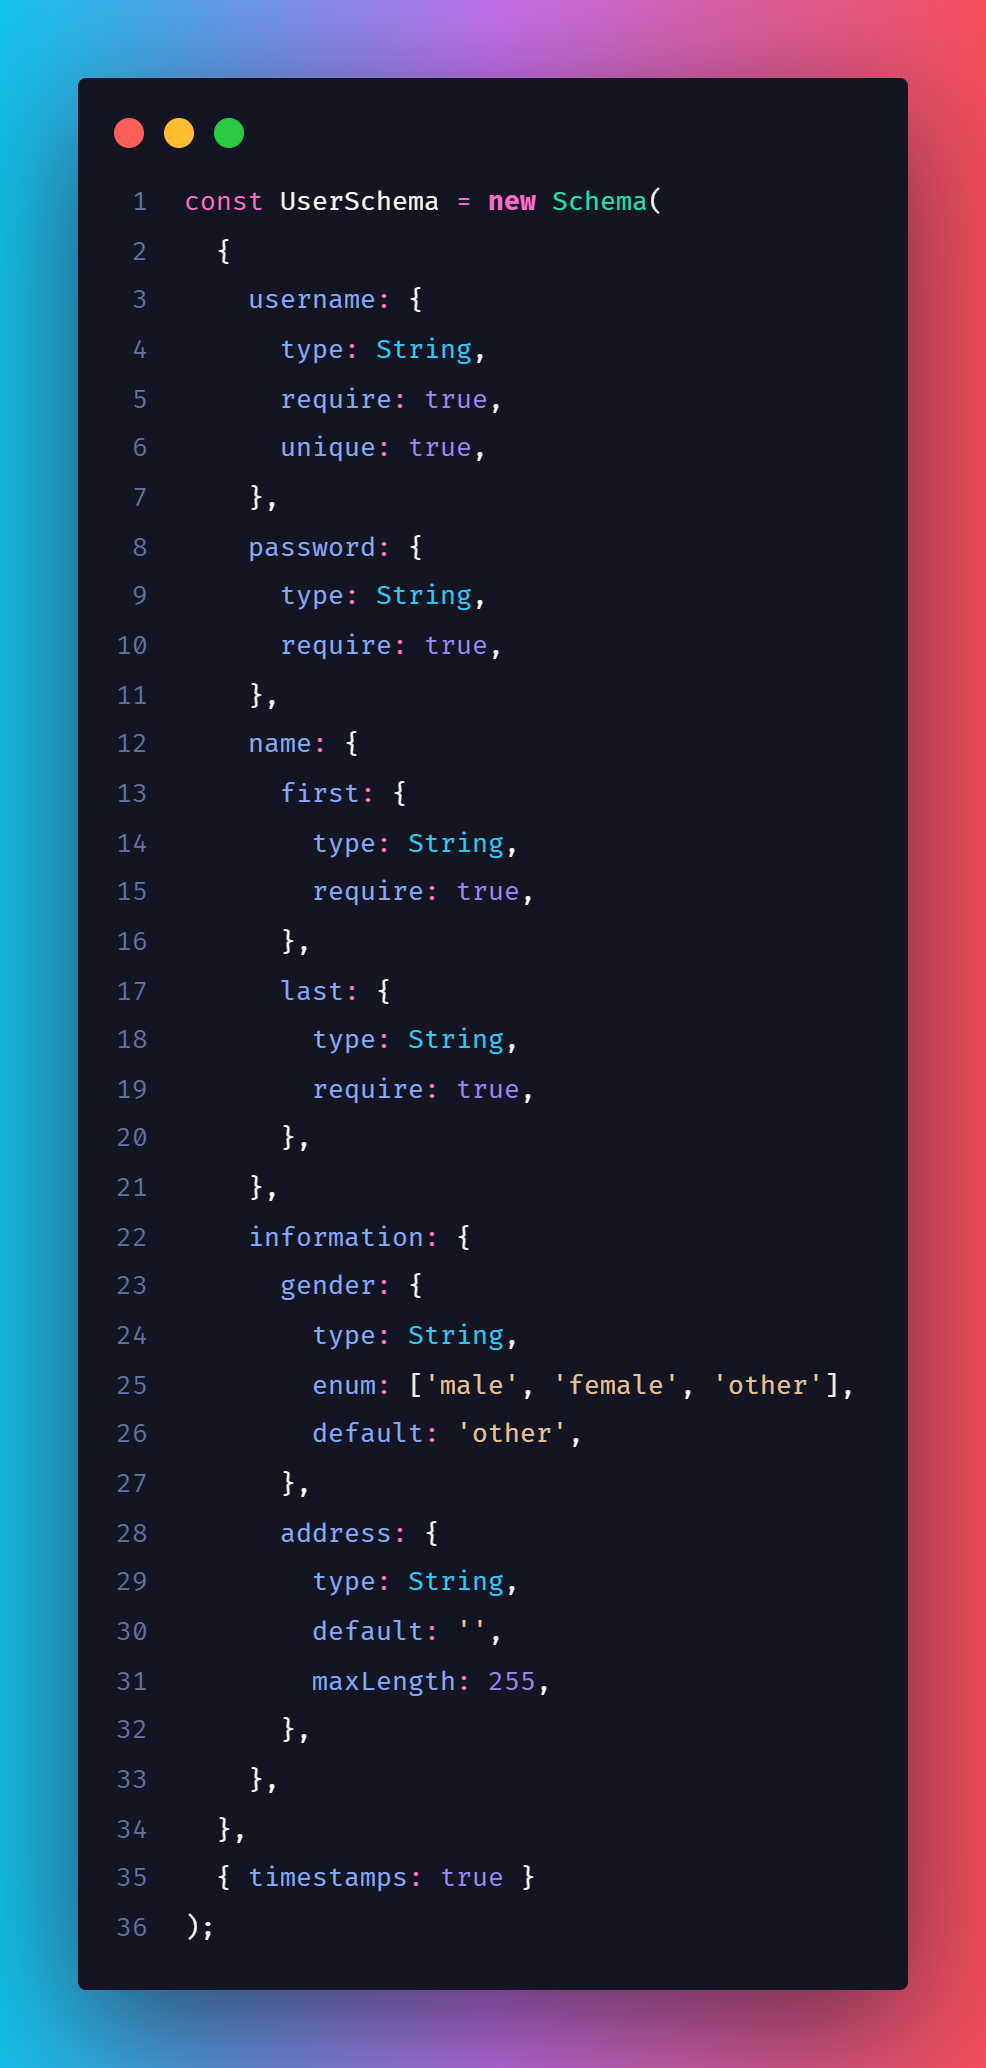 1 const UserSchema = new Schema(
2   {
3     username: {
4       type: String,
5       require: true,
6       unique: true,
7     },
8     password: {
9       type: String,
10       require: true,
11     },
12     name: {
13       first: {
14         type: String,
15         require: true,
16       },
17       last: {
18         type: String,
19         require: true,
20       },
21     },
22     information: {
23       gender: {
24         type: String,
25         enum: ['male', 'female', 'other'],
26         default: 'other',
27       },
28       address: {
29         type: String,
30         default: '',
31         maxLength: 255,
32       },
33     },
34   },
35   { timestamps: true }
36 );